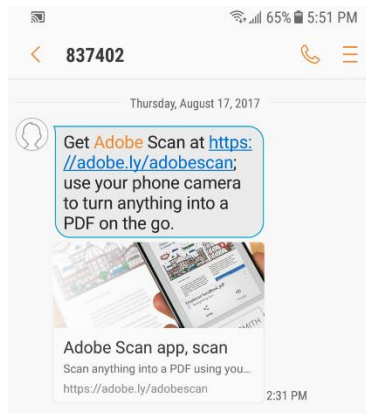 65% 5:51 PM
837402
Thursday, August 17, 2017
Get Adobe Scan at https:
//adobe.ly/adobescan;
use your phone camera
to turn anything into a
PDF on the go.
Adobe Scan app, scan
Scan anything into a PDF using you...
https://adobe.ly/adobescan
2:31 PM